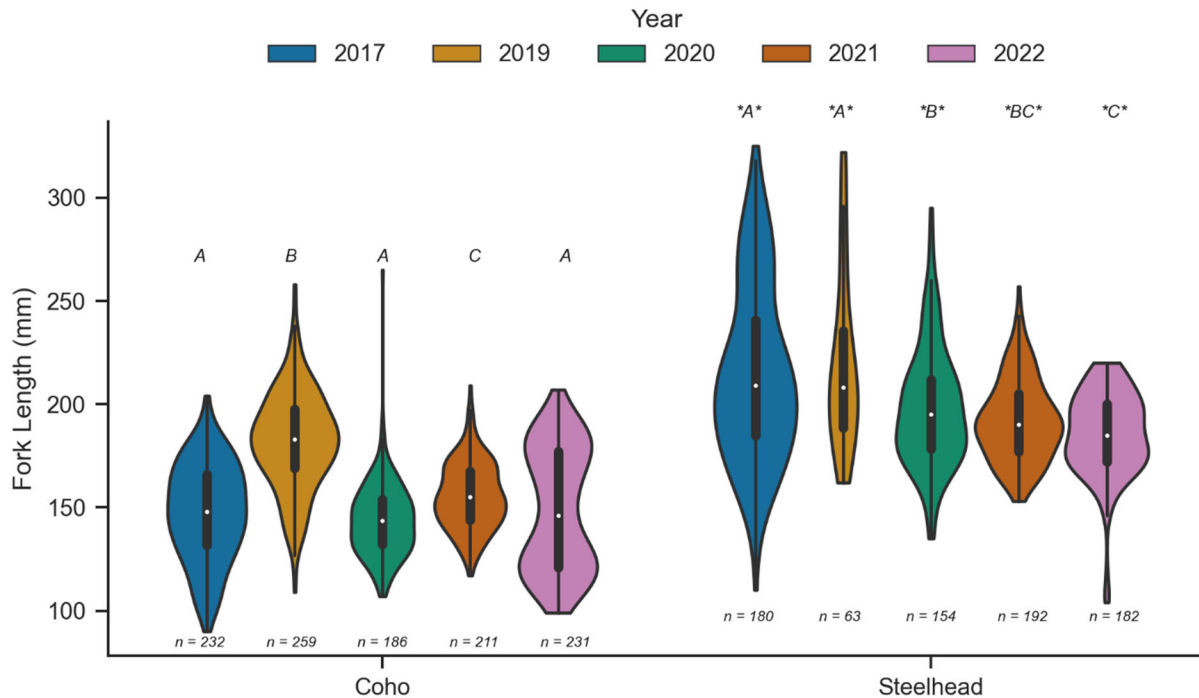 Year
2017 2019 2020 2021 2022
*A* *A* *B* *BC* *C*
A B A C A
Fork Length (mm)
300
250
200
150
100
n = 180 n = 63 n = 154 n = 192 n = 182
n = 232 n = 259 n = 186 n = 211 n = 231
Coho Steelhead